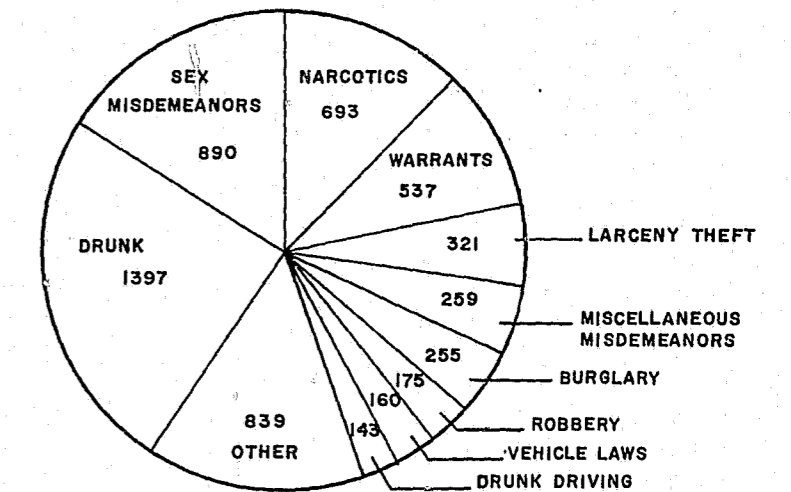 SEX
MISDEMEANORS
890
NARCOTICS
693
WARRANTS
537
321
LARCENY THEFT
259
MISCELLANEOUS
MISDEMEANORS
255
BURGLARY
175
ROBBERY
160
VEHICLE LAWS
143
DRUNK DRIVING
839
OTHER
DRUNK
1397